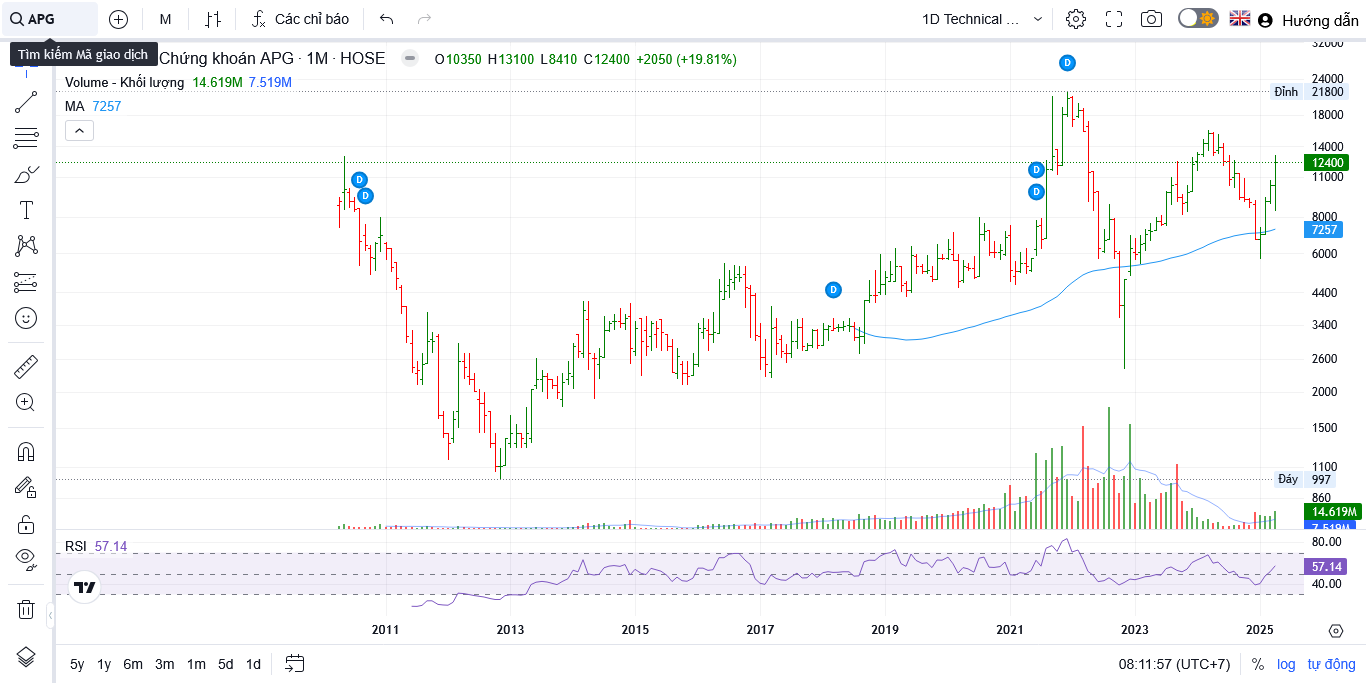 APG
M
Các chỉ báo
1D Technical ...
Hướng dẫn
Tìm kiếm Mã giao dịch
Chứng khoán APG · 1M · HOSE
O10350 H13100 L8410 C12400 +2050 (+19.81%)
Volume - Khối lượng 14.619M 7.519M
MA 7257
32000
24000
Đỉnh 21800
18000
14000
12400
11000
8000
7257
6000
4400
3400
2600
2000
1500
1100
Đáy 997
860
14.619M
7.519M
D
D
D
D
D
D
RSI 57.14
80.00
57.14
40.00
2011 2013 2015 2017 2019 2021 2023 2025
5y 1y 6m 3m 1m 5d 1d
08:11:57 (UTC+7) % log tự động